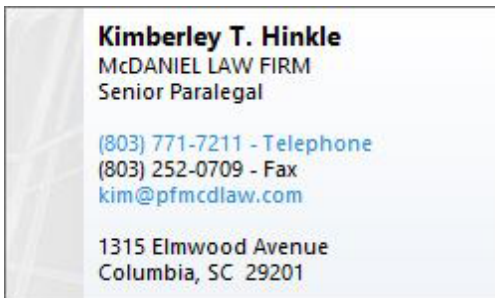 Kimberley T. Hinkle
McDANIEL LAW FIRM
Senior Paralegal
(803) 771-7211 - Telephone
(803) 252-0709 - Fax
kim@pfmcdlaw.com
1315 Elmwood Avenue
Columbia, SC  29201